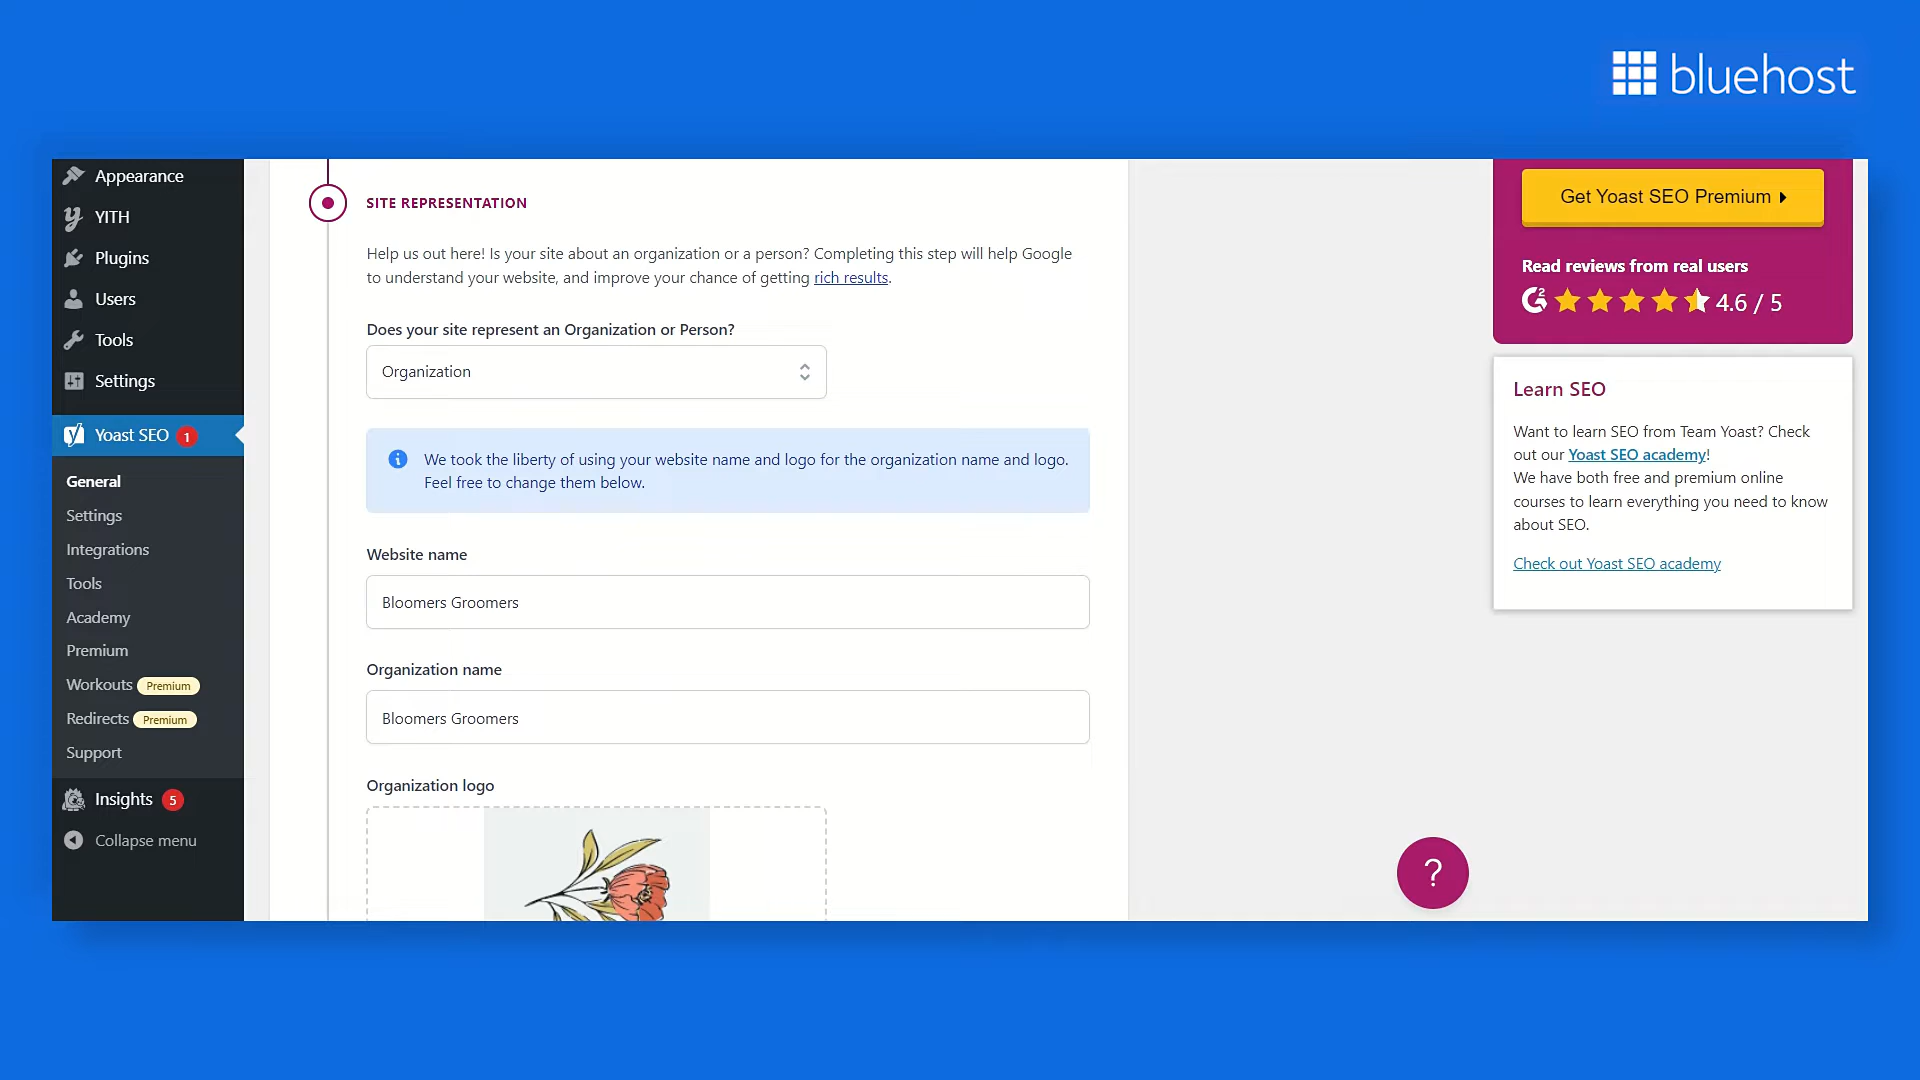 bluehost
Appearance
YITH
Plugins
Users
Tools
Settings
Yoast SEO 1
General
Settings
Integrations
Tools
Academy
Premium
Workouts Premium
Redirects Premium
Support
Insights 5
Collapse menu
SITE REPRESENTATION
Help us out here! Is your site about an organization or a person? Completing this step will help Google
to understand your website, and improve your chance of getting rich results.
Does your site represent an Organization or Person?
Organization
We took the liberty of using your website name and logo for the organization name and logo.
Feel free to change them below.
Website name
Bloomers Groomers
Organization name
Bloomers Groomers
Organization logo
Get Yoast SEO Premium
Read reviews from real users
G2 4.6 / 5
Learn SEO
Want to learn SEO from Team Yoast? Check
out our Yoast SEO academy!
We have both free and premium online
courses to learn everything you need to know
about SEO.
Check out Yoast SEO academy
?